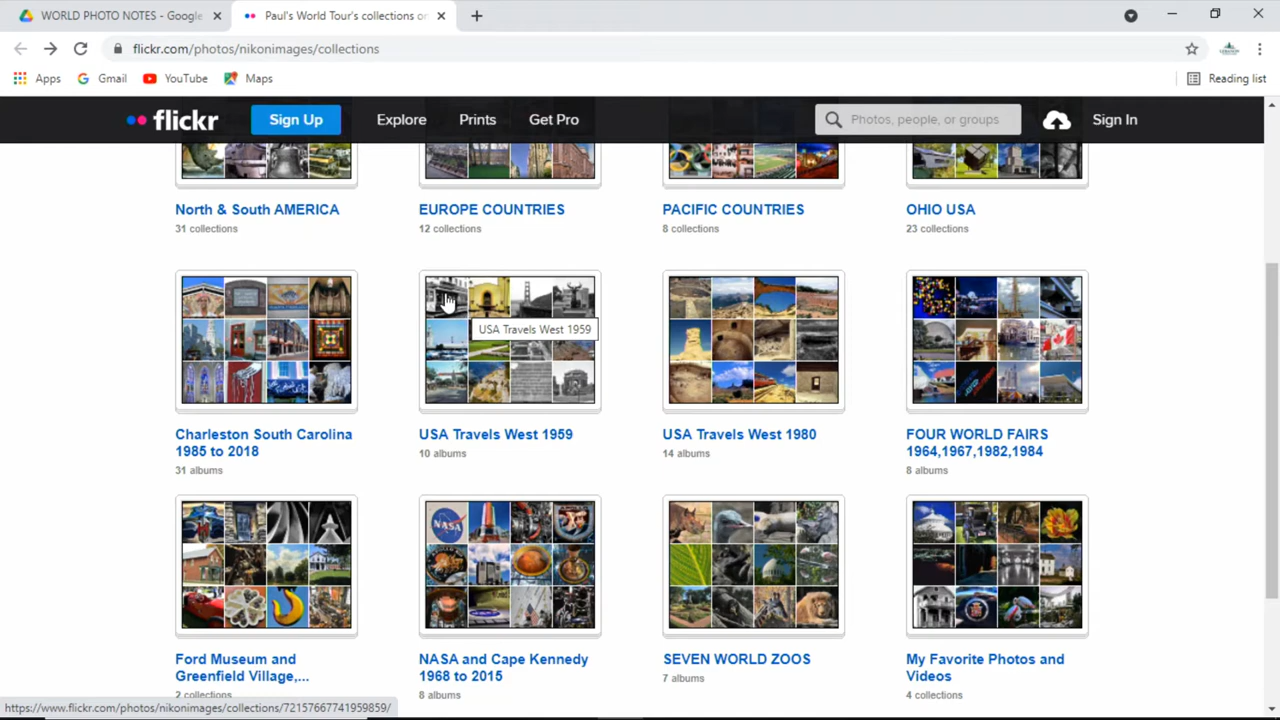 WORLD PHOTO NOTES - Google
Paul's World Tour's collections on
flickr.com/photos/nikonimages/collections
Apps Gmail YouTube Maps Reading list
flickr Sign Up Explore Prints Get Pro Photos, people, or groups Sign In
North & South AMERICA
31 collections
EUROPE COUNTRIES
12 collections
PACIFIC COUNTRIES
8 collections
OHIO USA
23 collections
USA Travels West 1959
Charleston South Carolina
1985 to 2018
31 albums
USA Travels West 1959
10 albums
USA Travels West 1980
14 albums
FOUR WORLD FAIRS
1964,1967,1982,1984
8 albums
NASA
Ford Museum and
Greenfield Village,...
2 collections
NASA and Cape Kennedy
1968 to 2015
8 albums
SEVEN WORLD ZOOS
7 albums
My Favorite Photos and
Videos
4 collections
https://www.flickr.com/photos/nikonimages/collections/72157667741959859/